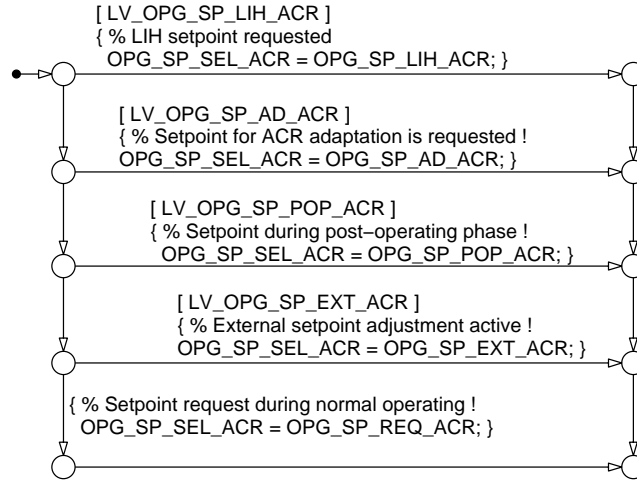 [ LV_OPG_SP_LIH_ACR ]
{ % LIH setpoint requested
OPG_SP_SEL_ACR = OPG_SP_LIH_ACR; }
[ LV_OPG_SP_AD_ACR ]
{ % Setpoint for ACR adaptation is requested !
OPG_SP_SEL_ACR = OPG_SP_AD_ACR; }
[ LV_OPG_SP_POP_ACR ]
{ % Setpoint during post−operating phase !
OPG_SP_SEL_ACR = OPG_SP_POP_ACR; }
[ LV_OPG_SP_EXT_ACR ]
{ % External setpoint adjustment active !
OPG_SP_SEL_ACR = OPG_SP_EXT_ACR; }
{ % Setpoint request during normal operating !
OPG_SP_SEL_ACR = OPG_SP_REQ_ACR; }